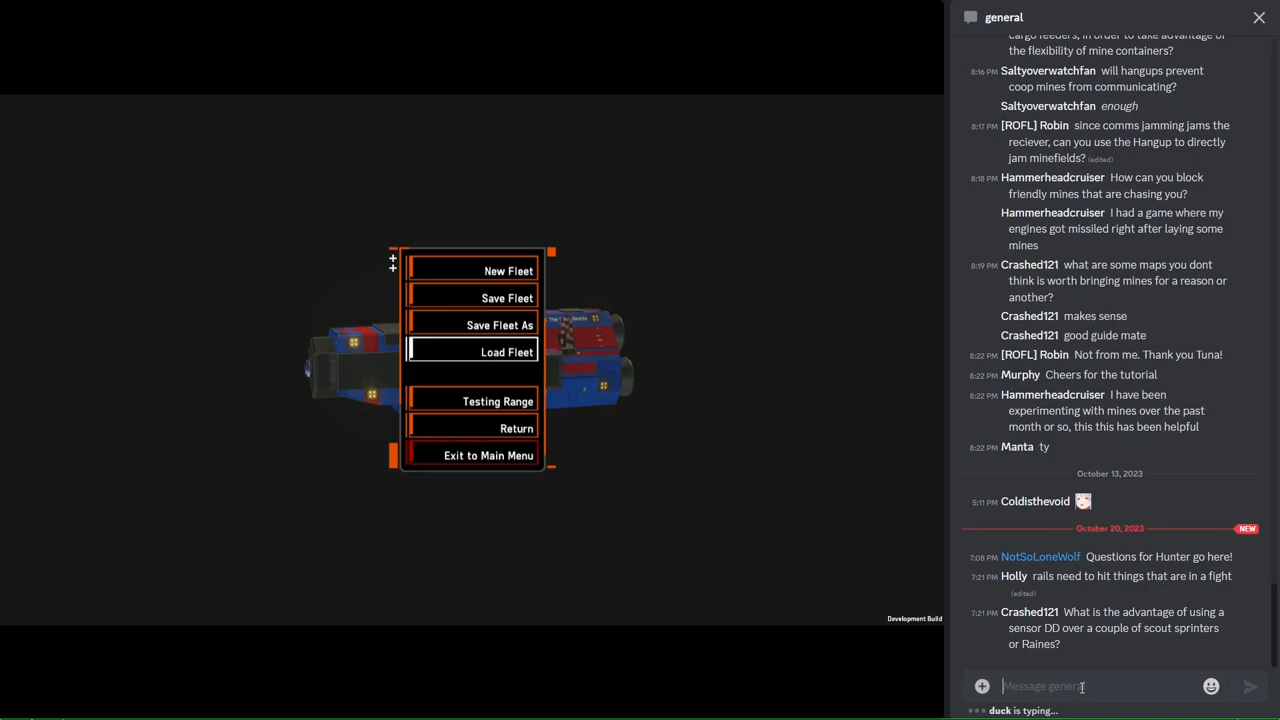 New Fleet
Save Fleet
Save Fleet As
Load Fleet
Testing Range
Return
Exit to Main Menu
Development Build
general
cargo feeders, in order to take advantage of
the flexibility of mine containers?
8:16 PM Saltyoverwatchfan will hangups prevent
coop mines from communicating?
Saltyoverwatchfan enough
8:17 PM [ROFL] Robin since comms jamming jams the
reciever, can you use the Hangup to directly
jam minefields? (edited)
8:18 PM Hammerheadcruiser How can you block
friendly mines that are chasing you?
Hammerheadcruiser I had a game where my
engines got missiled right after laying some
mines
8:19 PM Crashed121 what are some maps you dont
think is worth bringing mines for a reason or
another?
Crashed121 makes sense
Crashed121 good guide mate
8:22 PM [ROFL] Robin Not from me. Thank you Tuna!
8:22 PM Murphy Cheers for the tutorial
8:22 PM Hammerheadcruiser I have been
experimenting with mines over the past
month or so, this this has been helpful
8:22 PM Manta ty
October 13, 2023
5:11 PM Coldisthevoid
October 20, 2023 NEW
7:08 PM NotSoLoneWolf Questions for Hunter go here!
7:21 PM Holly rails need to hit things that are in a fight
(edited)
7:21 PM Crashed121 What is the advantage of using a
sensor DD over a couple of scout sprinters
or Raines?
Message general
duck is typing...